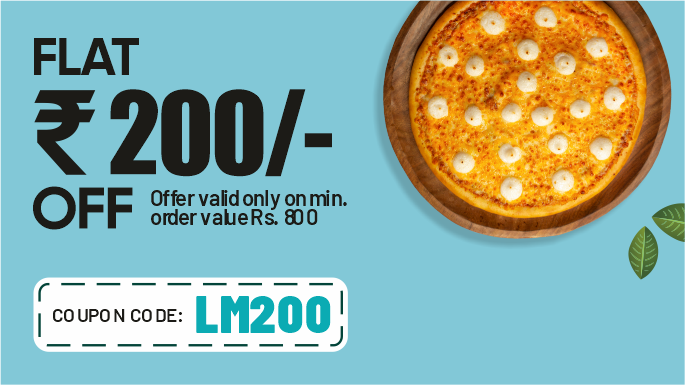 FLAT
₹200/-
OFF
Offer valid only on min.
order value Rs. 800
COUPON CODE: LM200